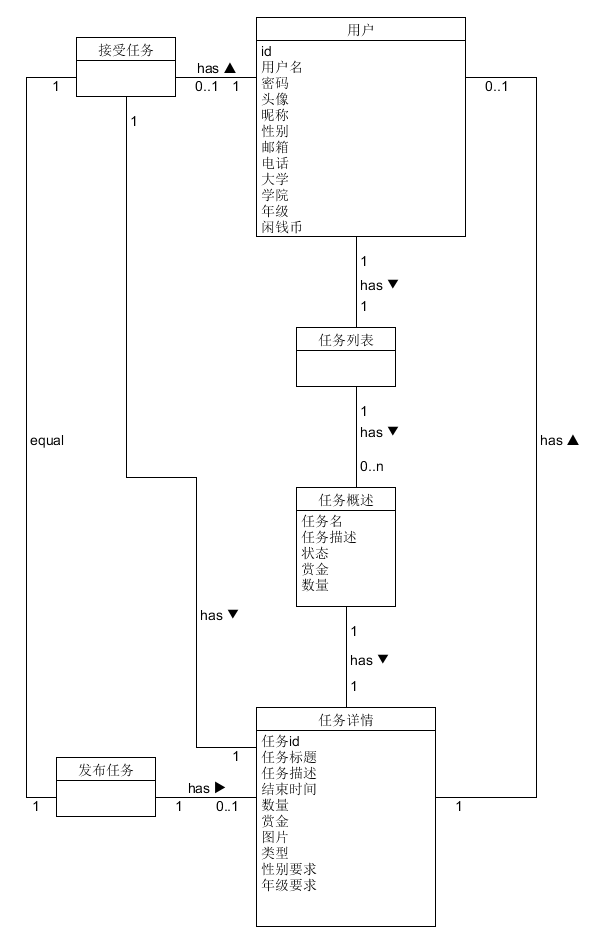 用户
接受任务
id
has ▲
用户名
1
0..1
1
密码
0..1
头像
昵称
1
性别
邮箱
电话
大学
学院
年级
闲钱币
1
has ▼
1
任务列表
1
has ▼
equal
has ▲
0..n
任务概述
任务名
任务描述
状态
赏金
数量
has ▼
1
has ▼
1
任务详情
任务id
1
任务标题
发布任务
任务描述
has ▶
结束时间
1
1
0..1
数量
1
赏金
图片
类型
性别要求
年级要求